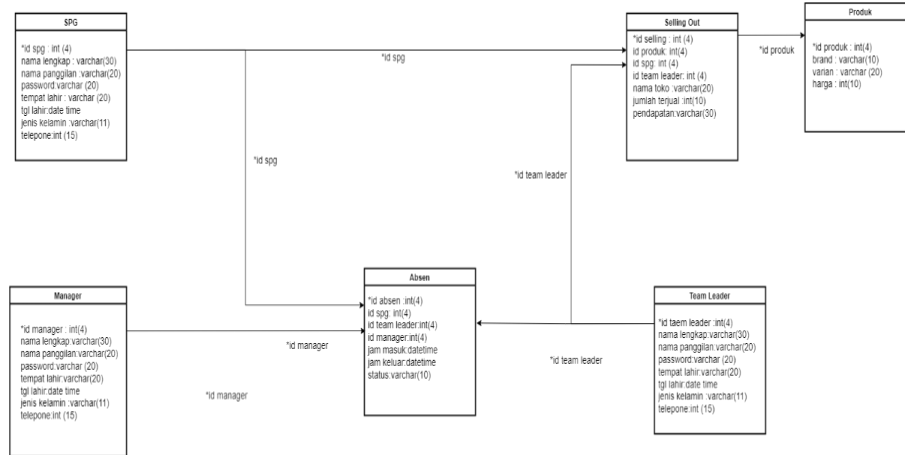 SPG
*id spg : int (4)
nama lengkap : varchar(30)
nama panggilan :varchar(20)
password:varchar (20)
tempat lahir : varchar (20)
tgl lahir:date time
jenis kelamin :varchar(11)
telepone:int (15)
*id spg
Selling Out
*id selling : int (4)
id produk: int(4)
id spg: int (4)
id team leader: int (4)
nama toko :varchar(20)
jumlah terjual :int(10)
pendapatan:varchar(30)
*id produk
Produk
*id produk : int(4)
brand : varchar(10)
varian : varchar (20)
harga : int(10)
*id spg
*id team leader
Manager
*id manager : int(4)
nama lengkap:varchar(30)
nama panggilan:varchar(20)
password:varchar (20)
tempat lahir:varchar(20)
tgl lahir:date time
jenis kelamin :varchar(11)
telepone:int (15)
*id manager
*id manager
Absen
*id absen :int(4)
id spg: int(4)
id team leader:int(4)
id manager:int(4)
jam masuk:datetime
jam keluar:datetime
status:varchar(10)
*id team leader
Team Leader
*id taem leader :int(4)
nama lengkap:varchar(30)
nama panggilan:varchar(20)
password:varchar (20)
tempat lahir:varchar(20)
tgl lahir:date time
jenis kelamin :varchar(11)
telepone:int (15)